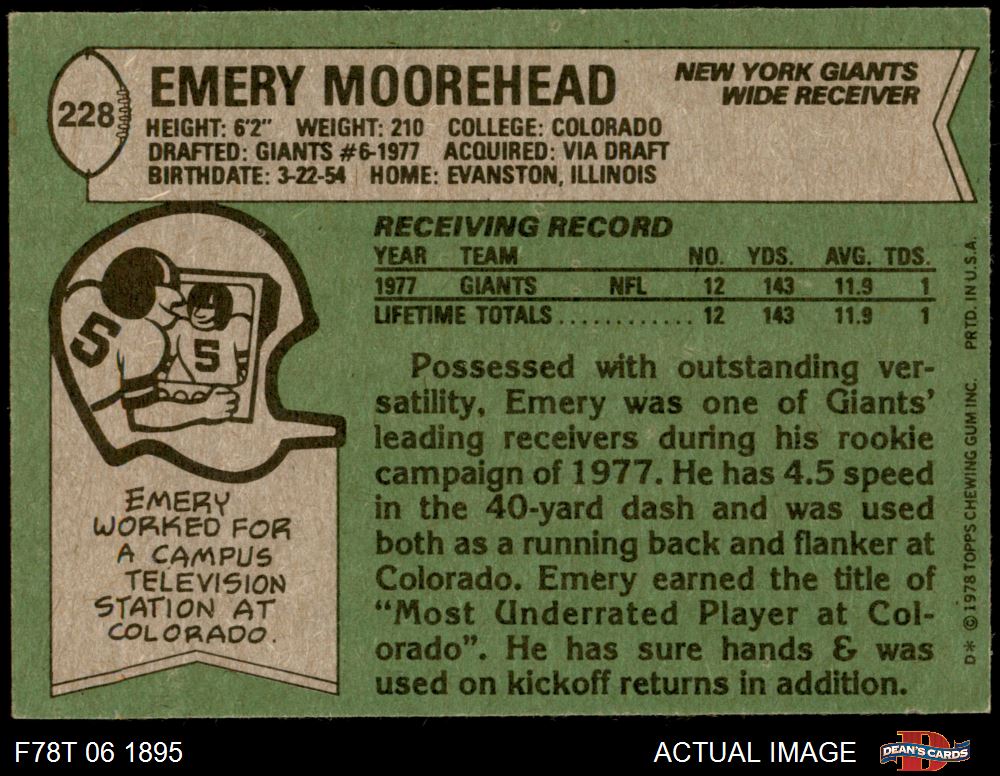 228
EMERY MOOREHEAD
NEW YORK GIANTS
WIDE RECEIVER
HEIGHT: 6'2" WEIGHT: 210 COLLEGE: COLORADO
DRAFTED: GIANTS #6-1977 ACQUIRED: VIA DRAFT
BIRTHDATE: 3-22-54 HOME: EVANSTON, ILLINOIS
RECEIVING RECORD
YEAR TEAM NO. YDS. AVG. TDS.
1977 GIANTS NFL 12 143 11.9 1
LIFETIME TOTALS............ 12 143 11.9 1
5
5
EMERY
WORKED FOR
A CAMPUS
TELEVISION
STATION AT
COLORADO.
Possessed with outstanding ver-
satility, Emery was one of Giants'
leading receivers during his rookie
campaign of 1977. He has 4.5 speed
in the 40-yard dash and was used
both as a running back and flanker at
Colorado. Emery earned the title of
"Most Underrated Player at Col-
orado". He has sure hands & was
used on kickoff returns in addition.
D* © 1978 TOPPS CHEWING GUM INC. PRTD. IN U.S.A.
F78T 06 1895
ACTUAL IMAGE
D
DEAN'S CARDS